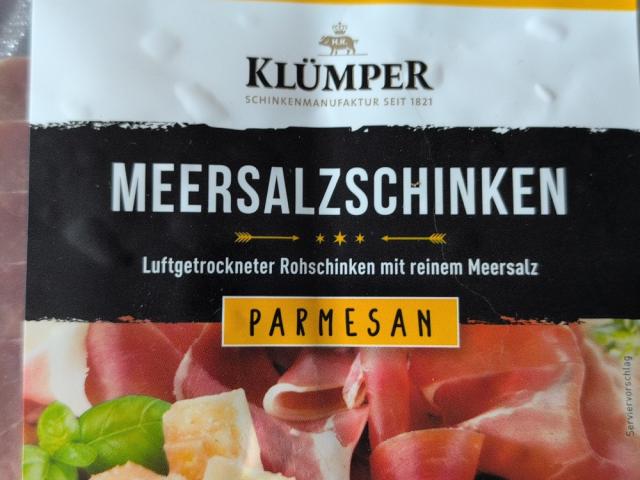 H.K.
KLÜMPER
SCHINKENMANUFAKTUR SEIT 1821
MEERSALZSCHINKEN
Luftgetrockneter Rohschinken mit reinem Meersalz
PARMESAN
Serviervorschlag